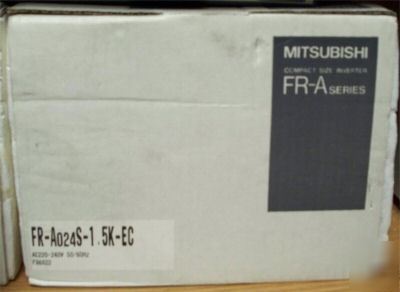 MITSUBISHI
COMPACT SIZE INVERTER
FR-A SERIES
FR-A024S-1.5K-EC
AC220-240V 50/60HZ